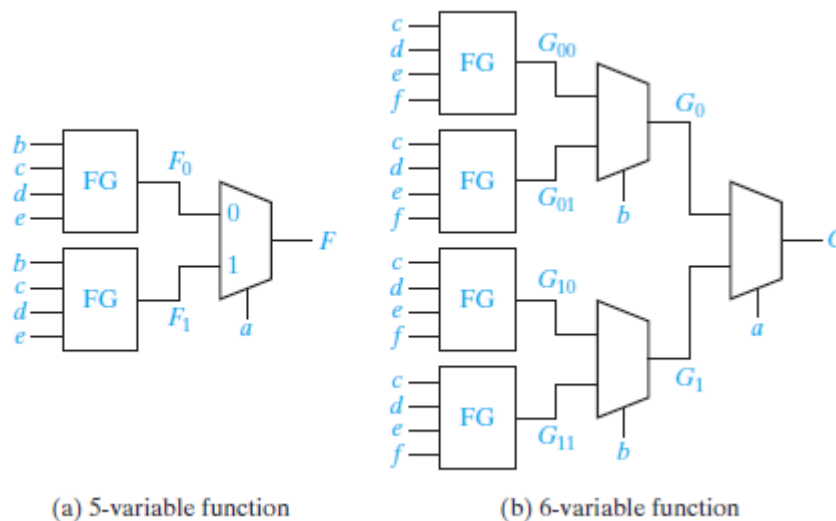 b
c
d
e
FG
F0
b
c
d
e
FG
F1
0
1
a
F
(a) 5-variable function
c
d
e
f
FG
G00
c
d
e
f
FG
G01
b
G0
c
d
e
f
FG
G10
c
d
e
f
FG
G11
b
G1
a
(b) 6-variable function